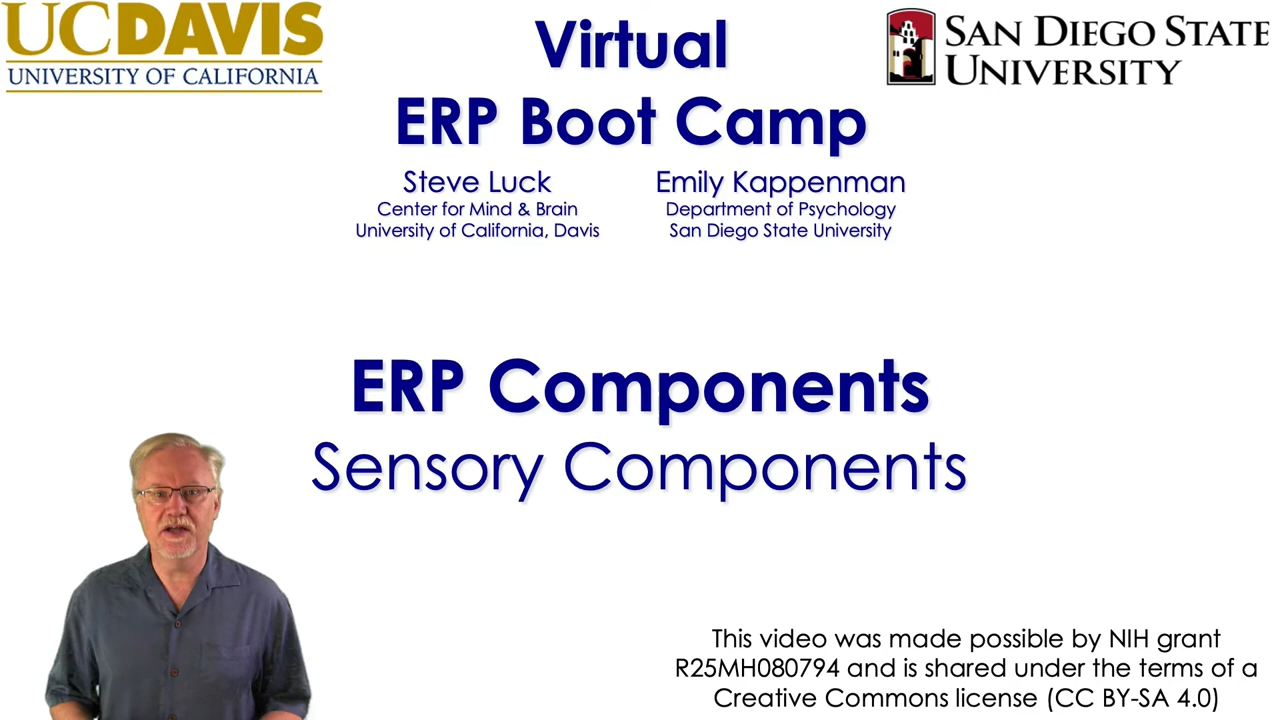 UCDAVIS
UNIVERSITY OF CALIFORNIA
Virtual
ERP Boot Camp
SAN DIEGO STATE
UNIVERSITY
Steve Luck
Center for Mind & Brain
University of California, Davis
Emily Kappenman
Department of Psychology
San Diego State University
ERP Components
Sensory Components
This video was made possible by NIH grant
R25MH080794 and is shared under the terms of a
Creative Commons license (CC BY-SA 4.0)